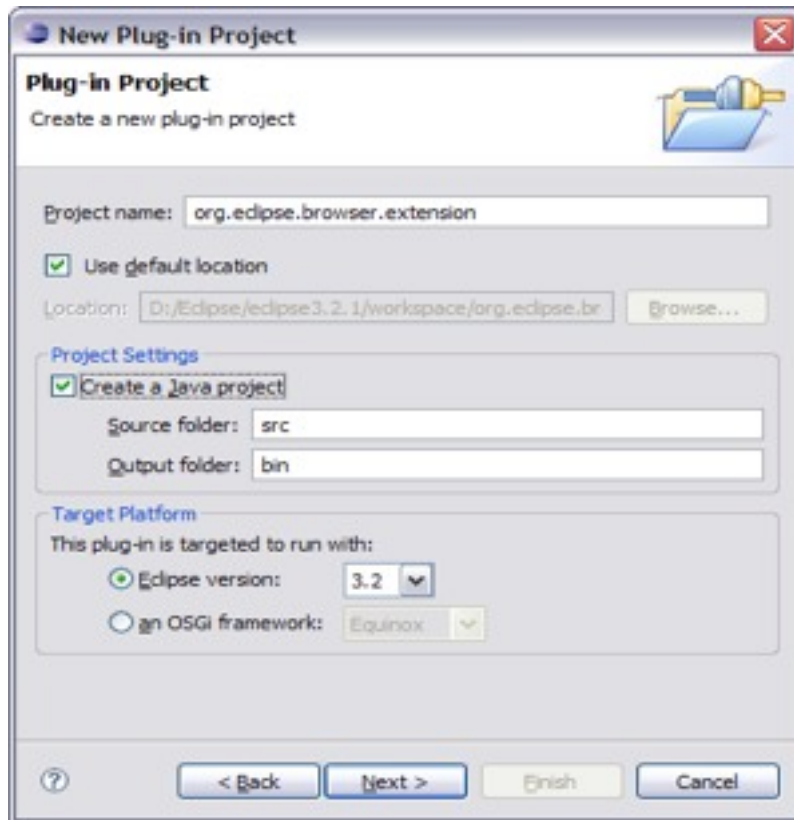 New Plug-in Project
Plug-in Project
Create a new plug-in project
Project name: org.eclipse.browser.extension
Use default location
Location: D:/Eclipse/eclipse3.2.1/workspace/org.eclipse.br Browse...
Project Settings
Create a Java project
Source folder: src
Output folder: bin
Target Platform
This plug-in is targeted to run with:
Eclipse version: 3.2
an OSGi framework: Equinox
? < Back Next > Finish Cancel